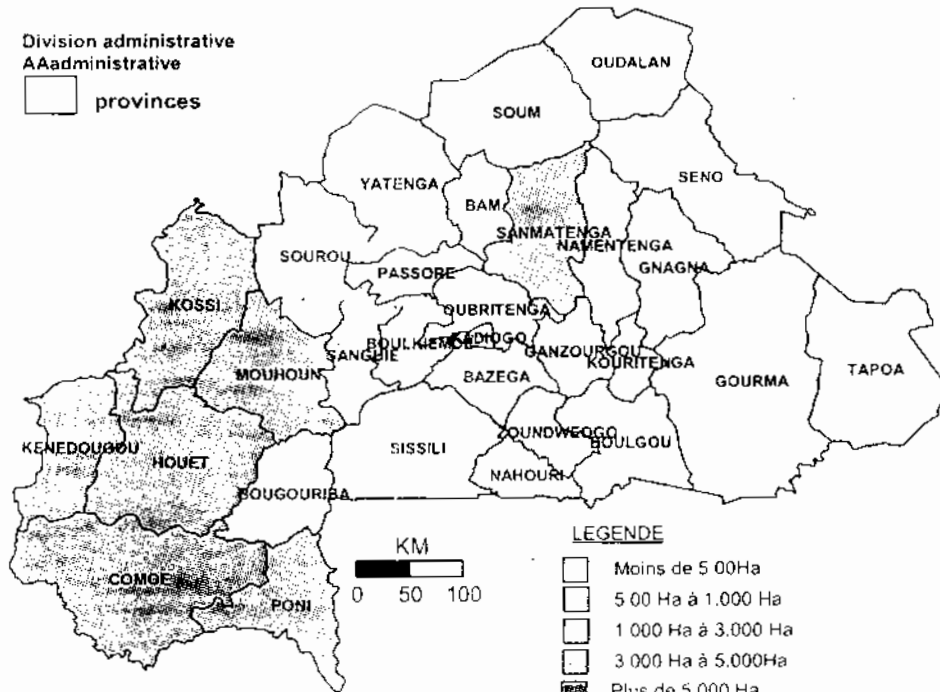 Division administrative
AAadministrative
provinces
OUDALAN
SOUM
SENO
YATENGA
BAM
SANMATENGA
NAMENTENGA
GNAGNA
SOUROU
PASSORE
OUBRITENGA
KOSSI
BOULKIEMDE
KADIOGO
SANGUIE
GANZOURGOU
KOURITENGA
MOUHOUN
BAZEGA
GOURMA
TAPOA
KENEDOUGOU
HOUET
SISSILI
ZOUNDWEOGO
BOULGOU
NAHOURI
BOUGOURIBA
COMOE
PONI
KM
0 50 100
LEGENDE
Moins de 5 00Ha
5 00 Ha à 1.000 Ha
1 000 Ha à 3.000 Ha
3 000 Ha à 5.000Ha
Plus de 5 000 Ha